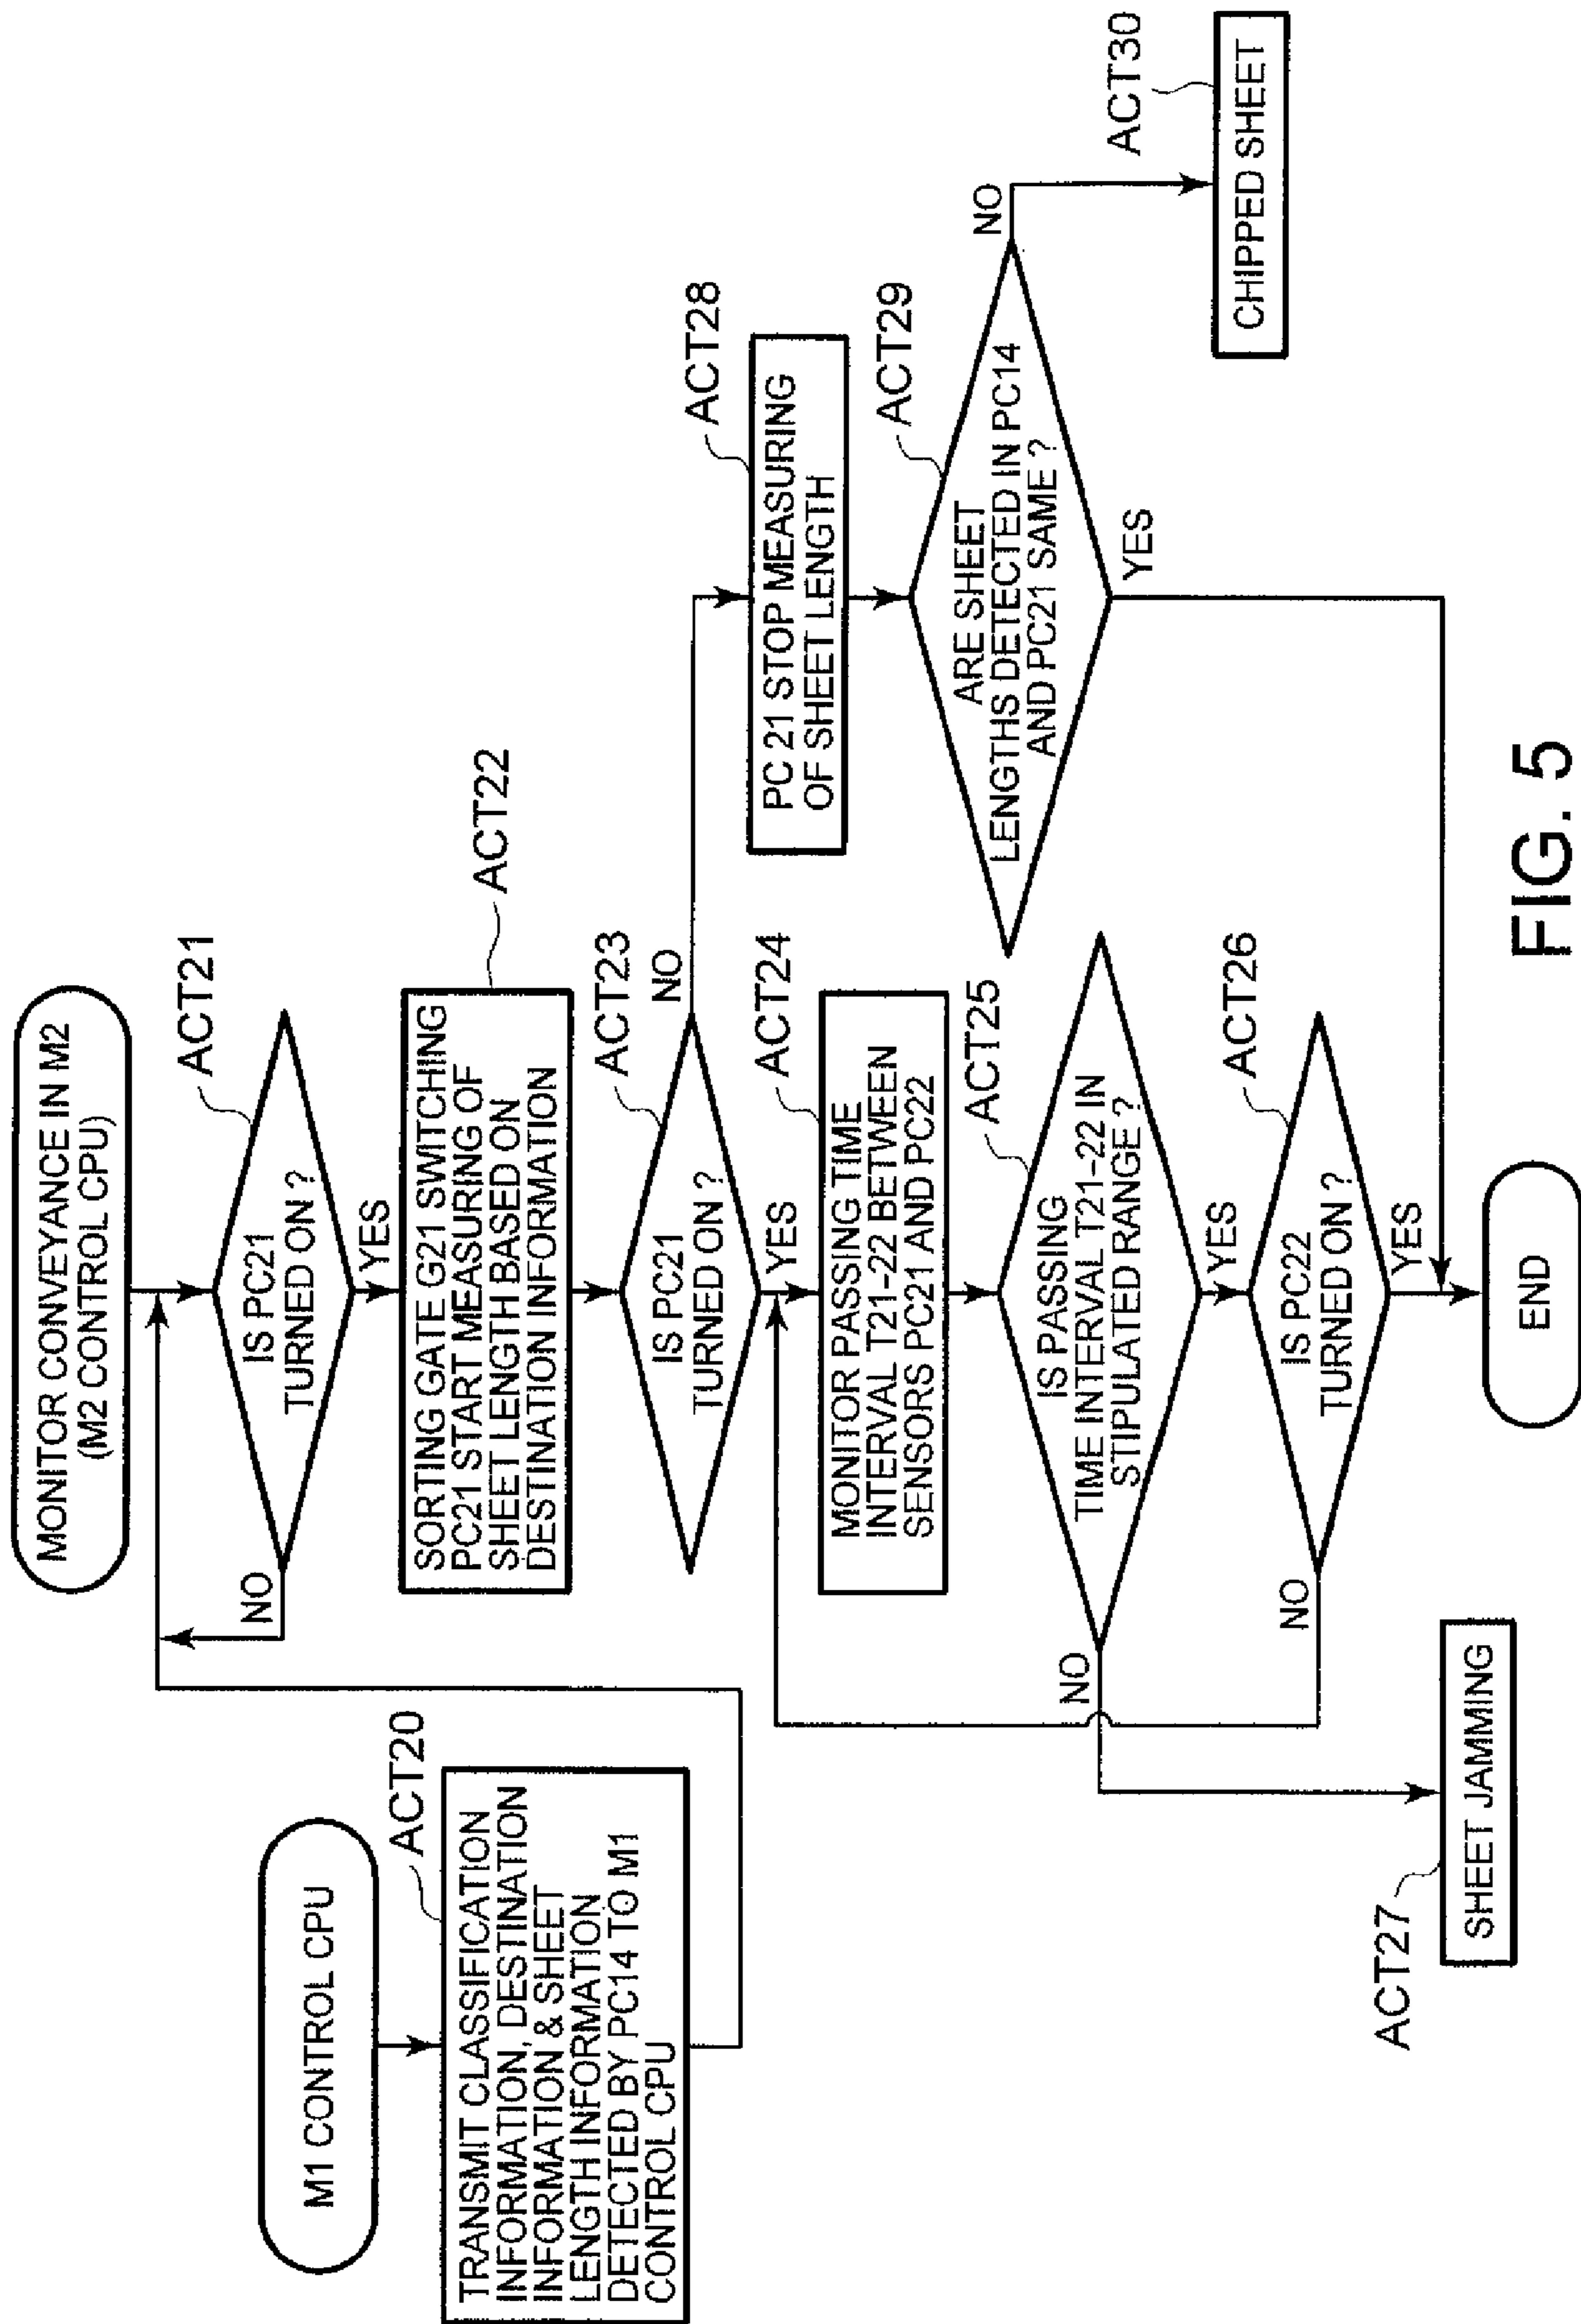 M1 CONTROL CPU
ACT20
TRANSMIT CLASSIFICATION
INFORMATION, DESTINATION
INFORMATION & SHEET
LENGTH INFORMATION
DETECTED BY PC14 TO M1
CONTROL CPU
MONITOR CONVEYANCE IN M2
(M2 CONTROL CPU)
ACT21
IS PC21
TURNED ON ?
NO
YES
ACT22
SORTING GATE G21 SWITCHING
PC21 START MEASURING OF
SHEET LENGTH BASED ON
DESTINATION INFORMATION
ACT23
IS PC21
TURNED ON ?
NO
YES
ACT24
MONITOR PASSING TIME
INTERVAL T21-22 BETWEEN
SENSORS PC21 AND PC22
ACT25
IS PASSING
TIME INTERVAL T21-22 IN
STIPULATED RANGE ?
NO
YES
ACT26
IS PC22
TURNED ON ?
NO
YES
ACT27
SHEET JAMMING
END
ACT28
PC 21 STOP MEASURING
OF SHEET LENGTH
ACT29
ARE SHEET
LENGTHS DETECTED IN PC14
AND PC21 SAME ?
NO
YES
ACT30
CHIPPED SHEET
FIG. 5